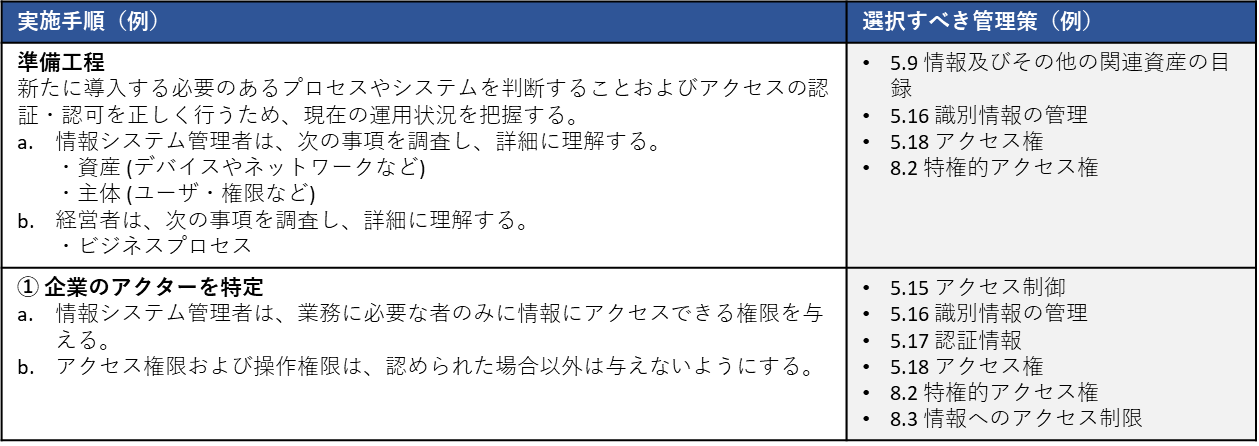 実施手順（例）
選択すべき管理策（例）
準備工程
新たに導入する必要のあるプロセスやシステムを判断することおよびアクセスの認
証・認可を正しく行うため、現在の運用状況を把握する。
a. 情報システム管理者は、次の事項を調査し、詳細に理解する。
・資産 (デバイスやネットワークなど)
・主体 (ユーザ・権限など)
b. 経営者は、次の事項を調査し、詳細に理解する。
・ビジネスプロセス
• 5.9 情報及びその他の関連資産の目
録
• 5.16 識別情報の管理
• 5.18 アクセス権
• 8.2 特権的アクセス権
① 企業のアクターを特定
a. 情報システム管理者は、業務に必要な者のみに情報にアクセスできる権限を与
える。
b. アクセス権限および操作権限は、認められた場合以外は与えないようにする。
• 5.15 アクセス制御
• 5.16 識別情報の管理
• 5.17 認証情報
• 5.18 アクセス権
• 8.2 特権的アクセス権
• 8.3 情報へのアクセス制限